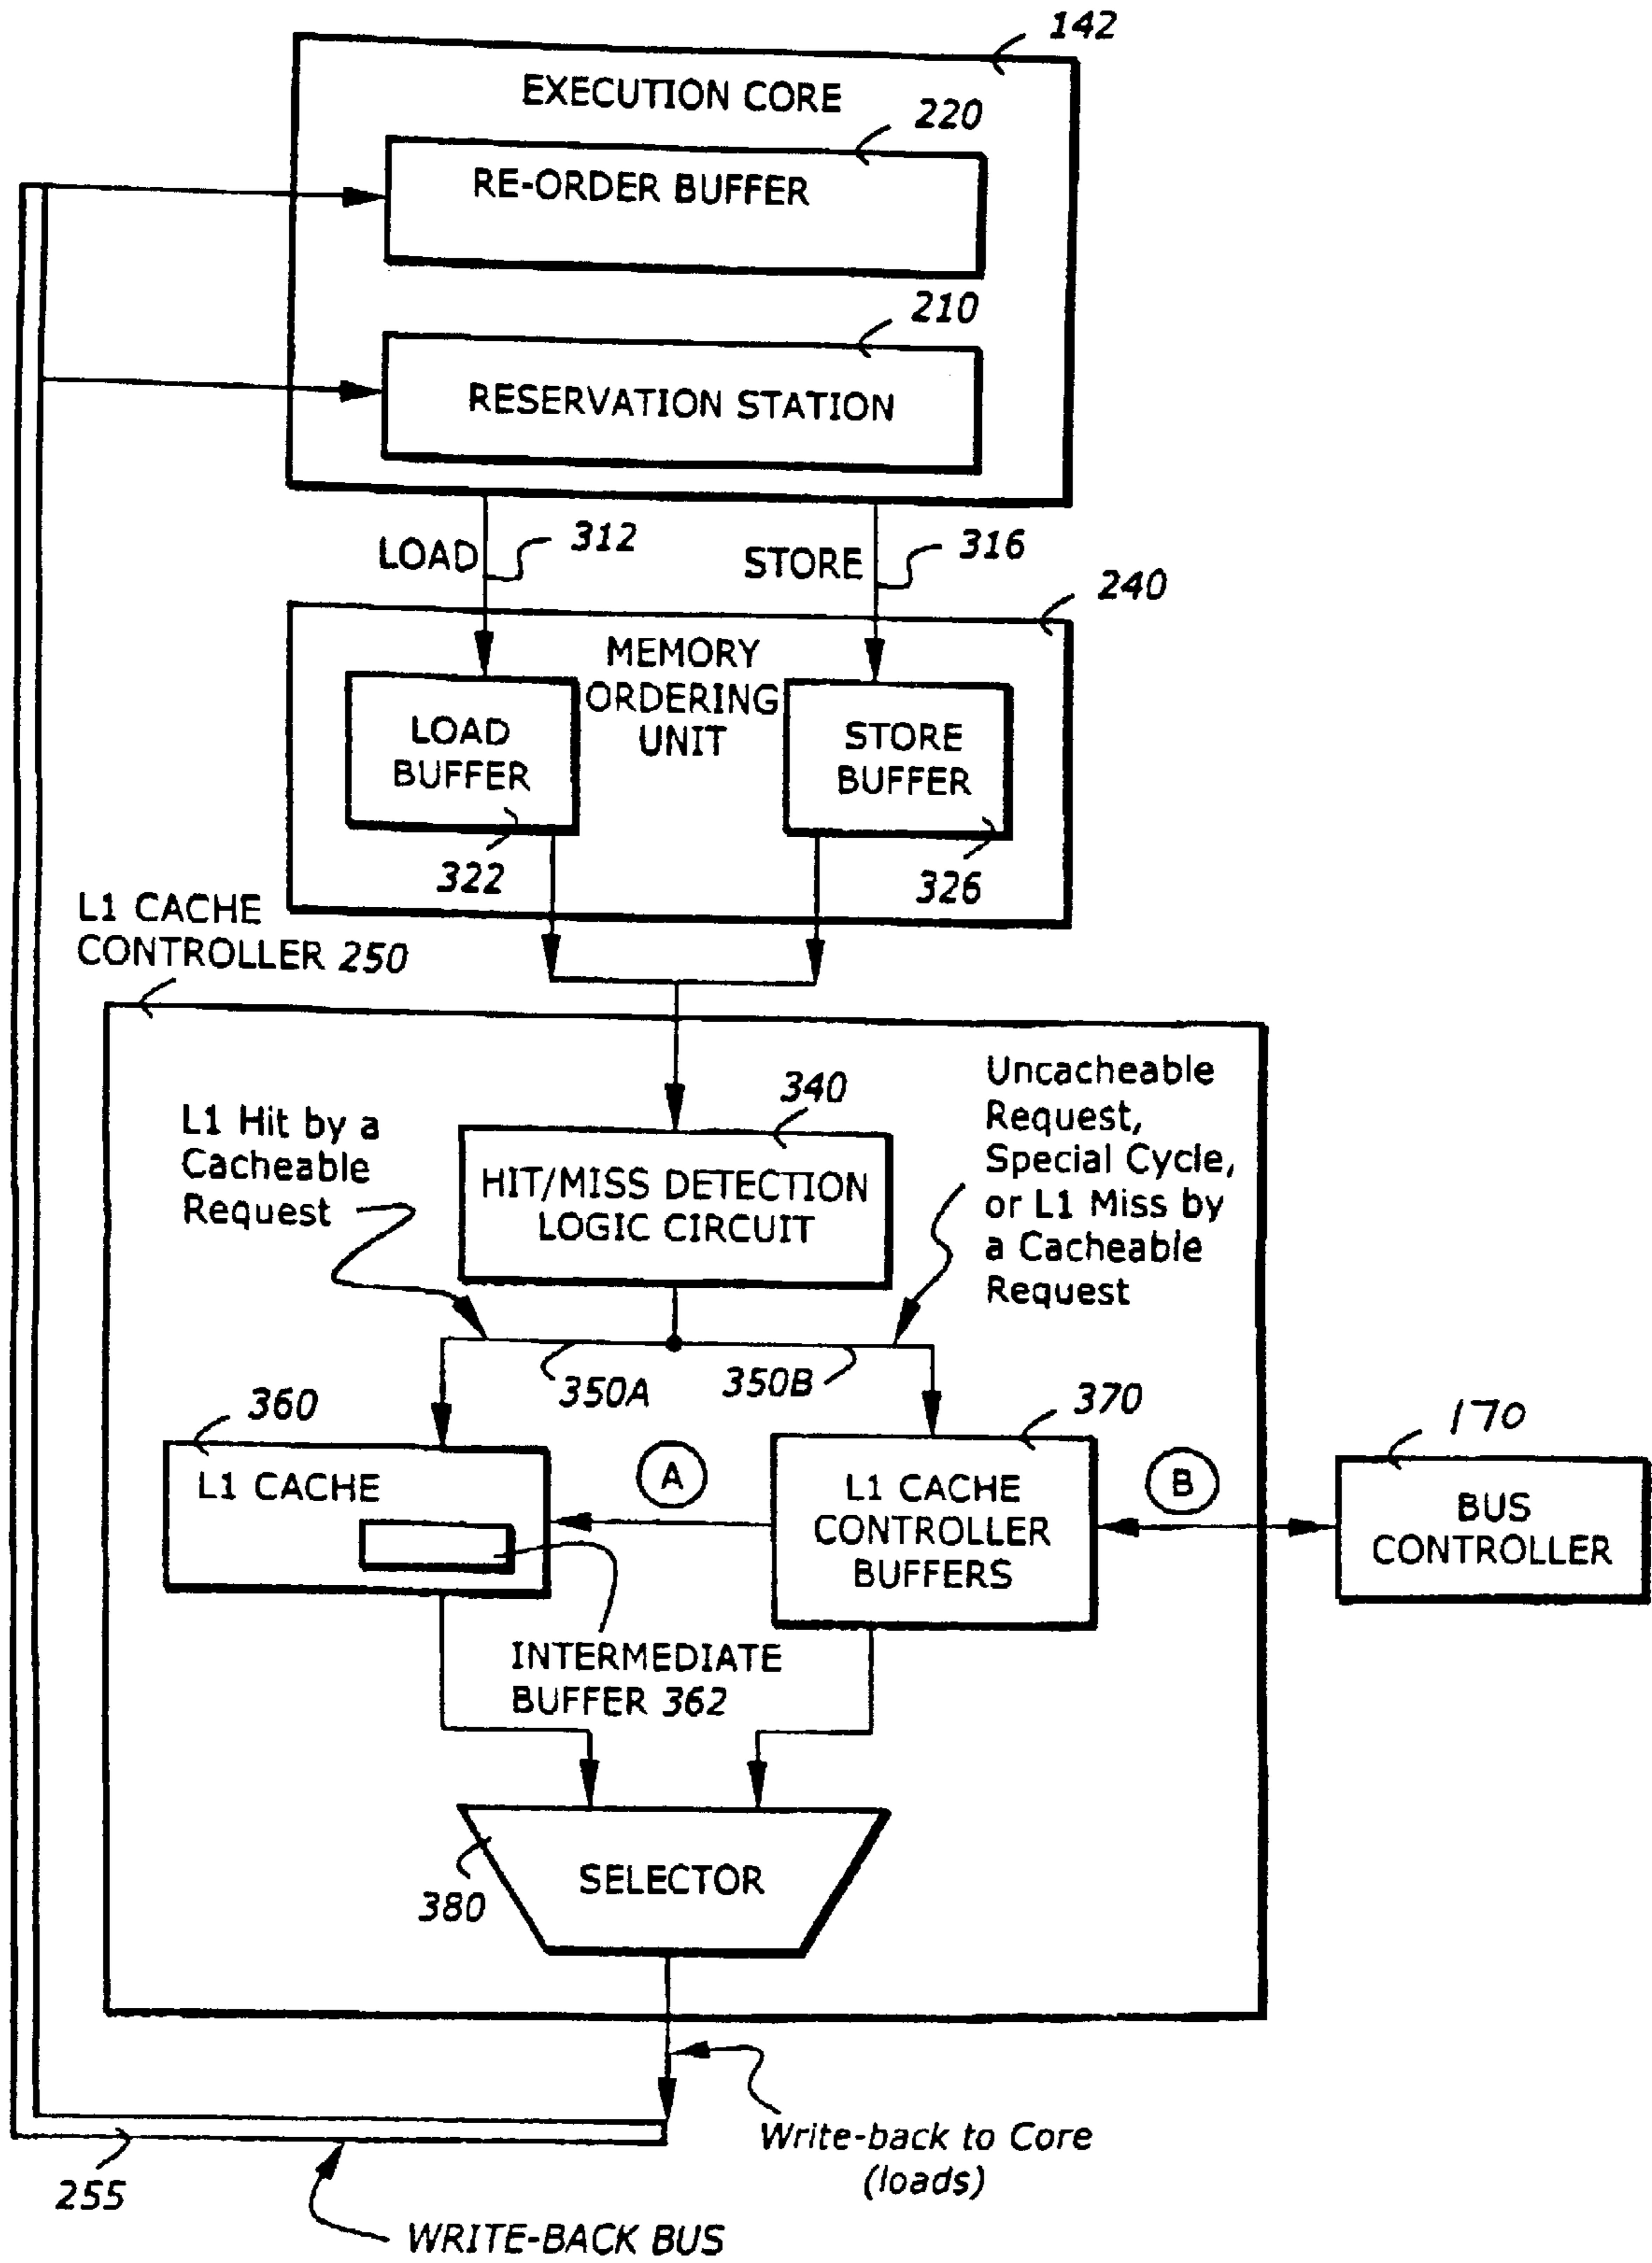 142
EXECUTION CORE
220
RE-ORDER BUFFER
210
RESERVATION STATION
LOAD
312
STORE
316
240
MEMORY
ORDERING
UNIT
LOAD
BUFFER
STORE
BUFFER
322
326
L1 CACHE
CONTROLLER 250
L1 Hit by a
Cacheable
Request
340
HIT/MISS DETECTION
LOGIC CIRCUIT
Uncacheable
Request,
Special Cycle,
or L1 Miss by
a Cacheable
Request
350A
350B
360
L1 CACHE
A
370
L1 CACHE
CONTROLLER
BUFFERS
B
170
BUS
CONTROLLER
INTERMEDIATE
BUFFER 362
SELECTOR
380
Write-back to Core
(loads)
255
WRITE-BACK BUS